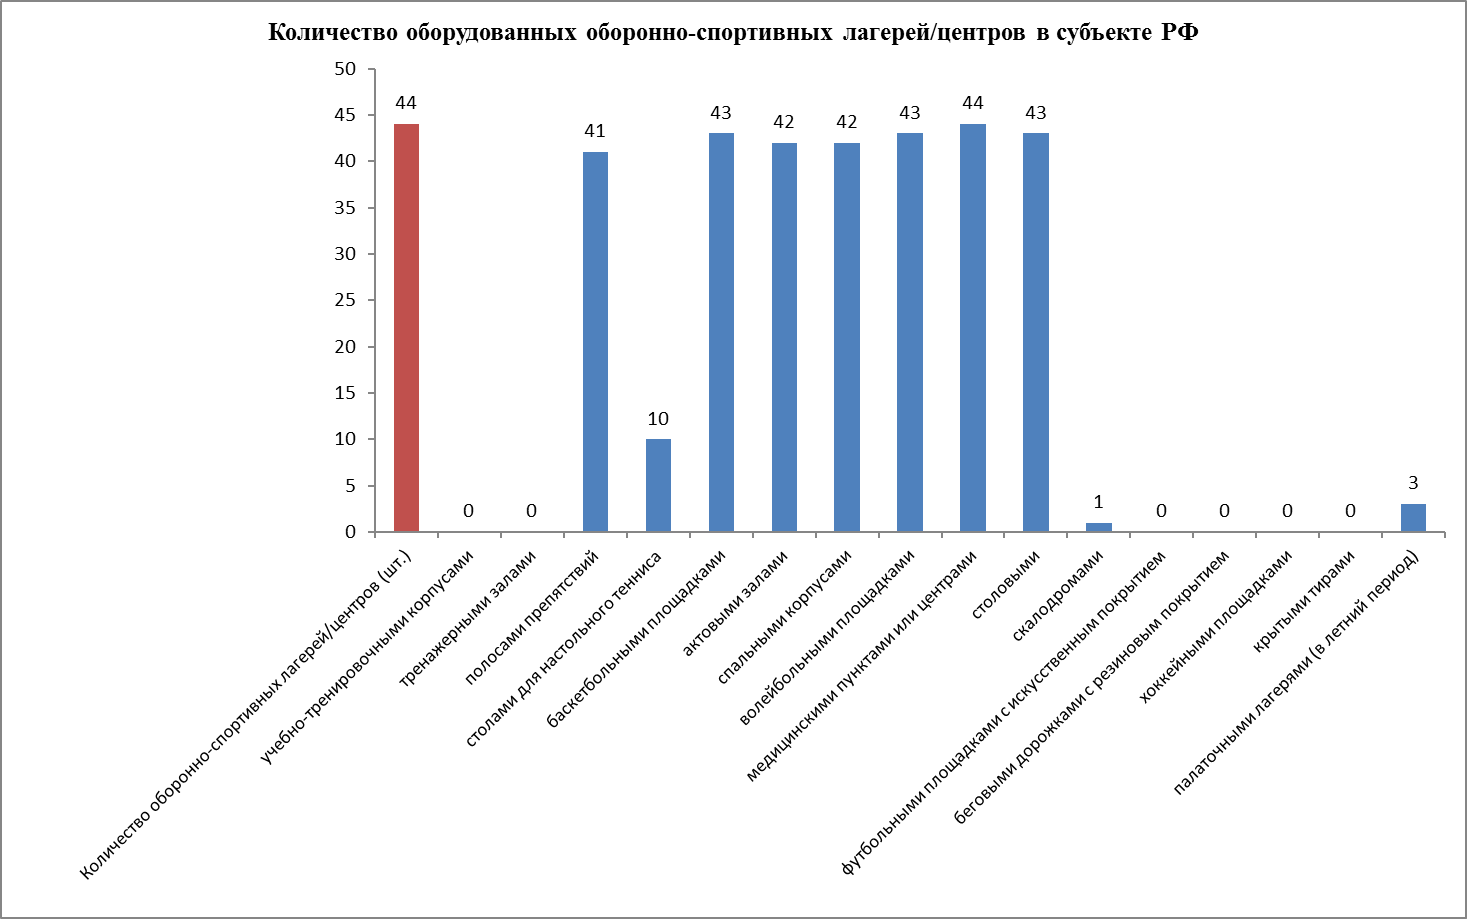 Количество оборудованных оборонно-спортивных лагерей/центров в субъекте РФ
50
45
40
35
30
25
20
15
10
5
0
44
0
0
41
10
43
42
42
43
44
43
1
0
0
0
0
3
Количество оборонно-спортивных лагерей/центров (шт.)
учебно-тренировочными корпусами
тренажерными залами
полосами препятствий
столами для настольного тенниса
баскетбольными площадками
актовыми залами
спальными корпусами
волейбольными площадками
медицинскими пунктами или центрами
столовыми
скалодромами
футбольными площадками с искусственным покрытием
беговыми дорожками с резиновым покрытием
хоккейными площадками
крытыми тирами
палаточными лагерями (в летний период)